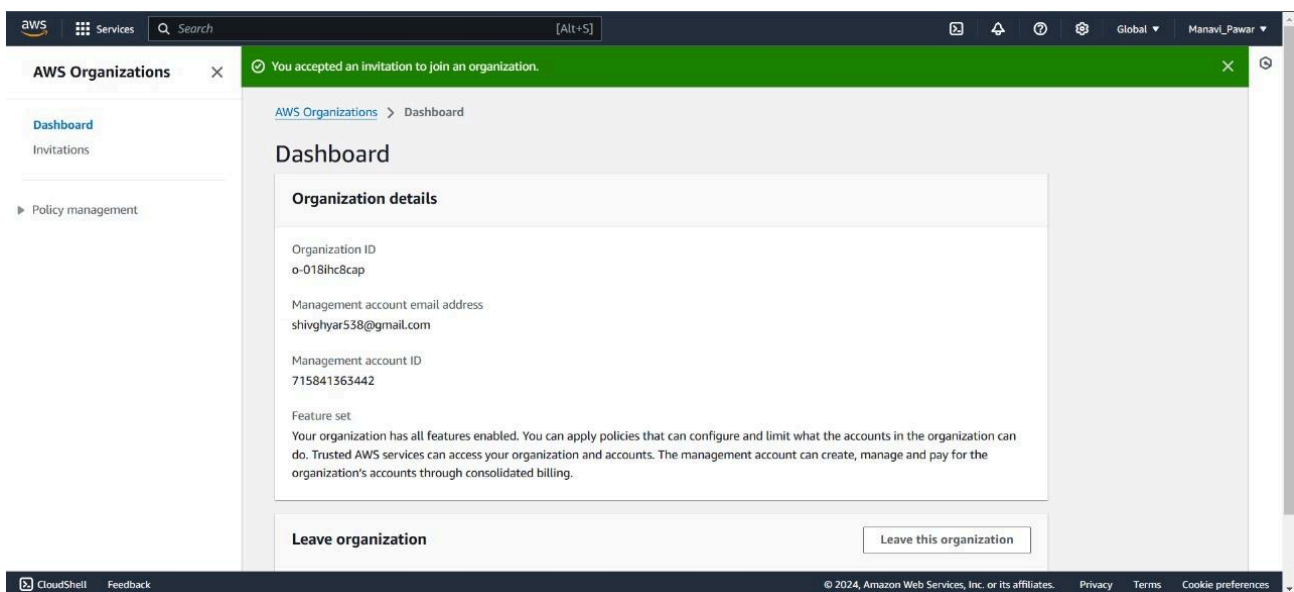 aws Services Search [Alt+S] Global Manavi_Pawar
AWS Organizations
You accepted an invitation to join an organization.
Dashboard
Invitations
Policy management
AWS Organizations > Dashboard
Dashboard
Organization details
Organization ID
o-018ihc8cap
Management account email address
shivghyar538@gmail.com
Management account ID
715841363442
Feature set
Your organization has all features enabled. You can apply policies that can configure and limit what the accounts in the organization can
do. Trusted AWS services can access your organization and accounts. The management account can create, manage and pay for the
organization's accounts through consolidated billing.
Leave organization
Leave this organization
CloudShell Feedback © 2024, Amazon Web Services, Inc. or its affiliates. Privacy Terms Cookie preferences